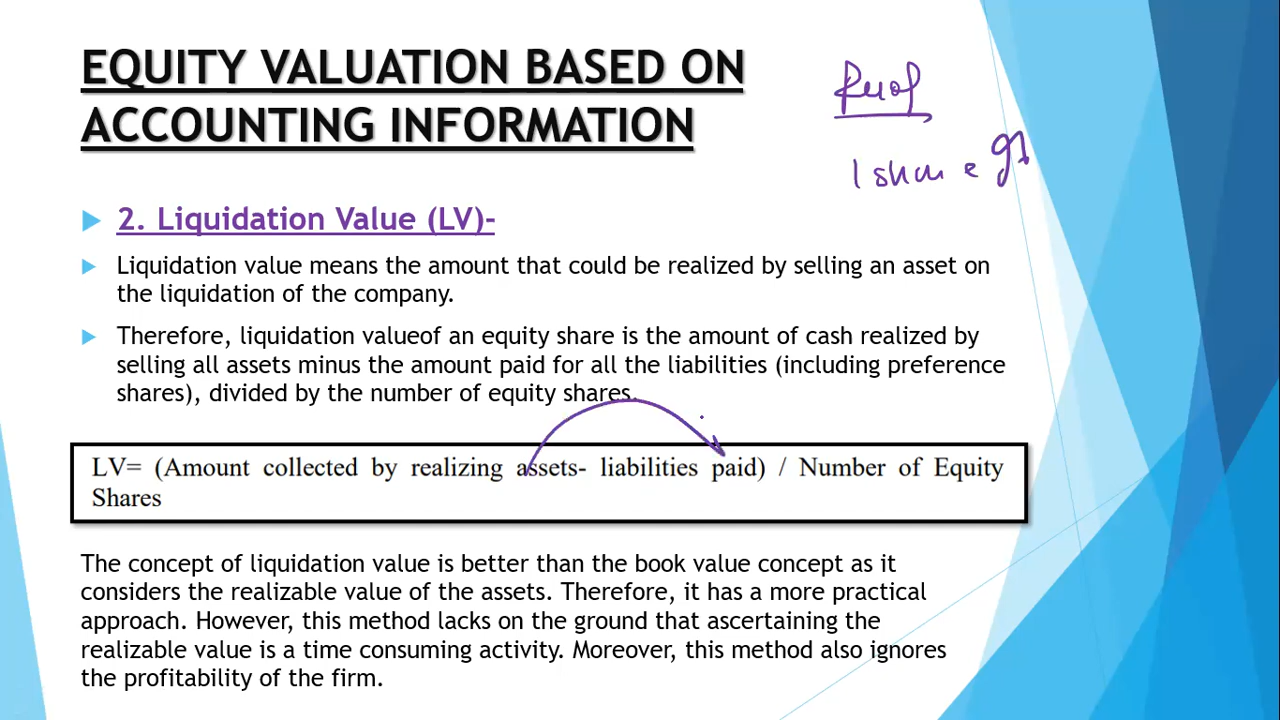 EQUITY VALUATION BASED ON
ACCOUNTING INFORMATION
2. Liquidation Value (LV)-
Liquidation value means the amount that could be realized by selling an asset on
the liquidation of the company.
Therefore, liquidation valueof an equity share is the amount of cash realized by
selling all assets minus the amount paid for all the liabilities (including preference
shares), divided by the number of equity shares.
LV= (Amount collected by realizing assets- liabilities paid) / Number of Equity
Shares
The concept of liquidation value is better than the book value concept as it
considers the realizable value of the assets. Therefore, it has a more practical
approach. However, this method lacks on the ground that ascertaining the
realizable value is a time consuming activity. Moreover, this method also ignores
the profitability of the firm.